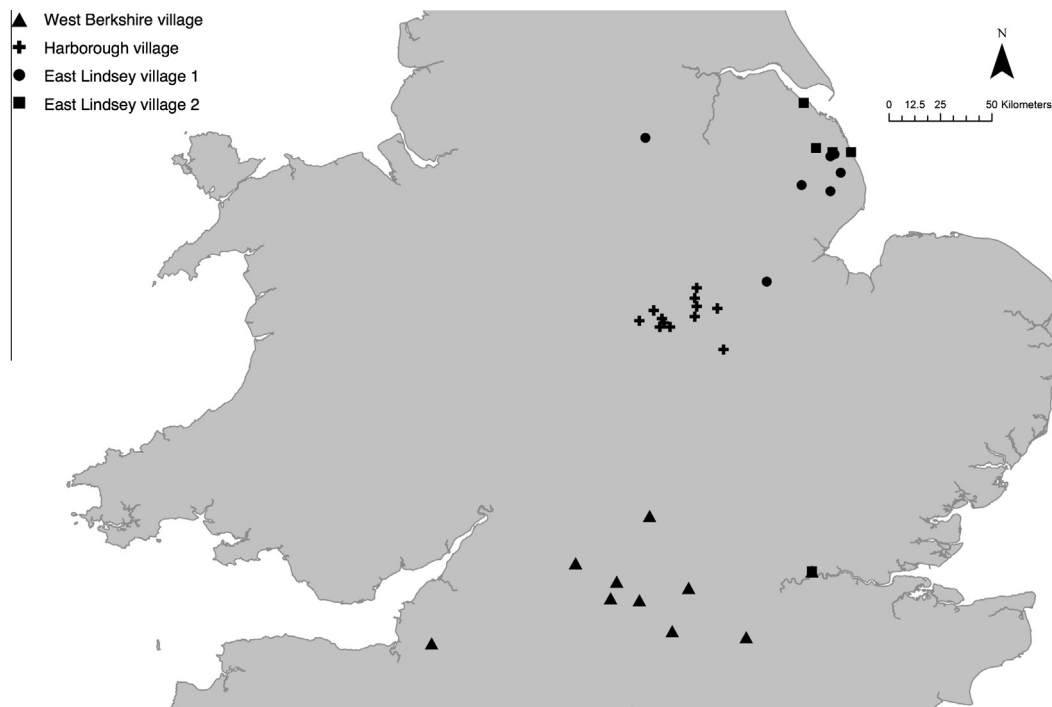 West Berkshire village
Harborough village
East Lindsey village 1
East Lindsey village 2
N
0 12.5 25 50 Kilometers